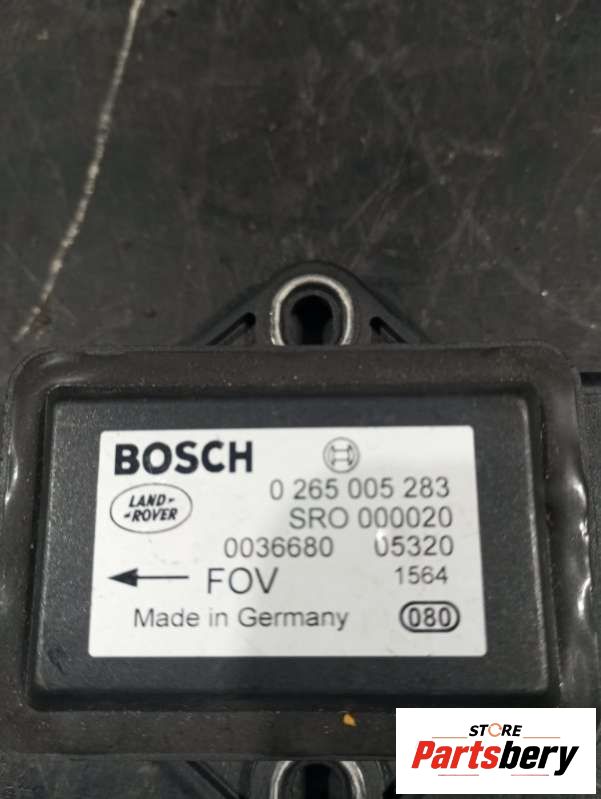 BOSCH
0 265 005 283
LAND-
-ROVER
SRO 000020
0036680 05320
FOV 1564
Made in Germany 080
STORE
Partsbery